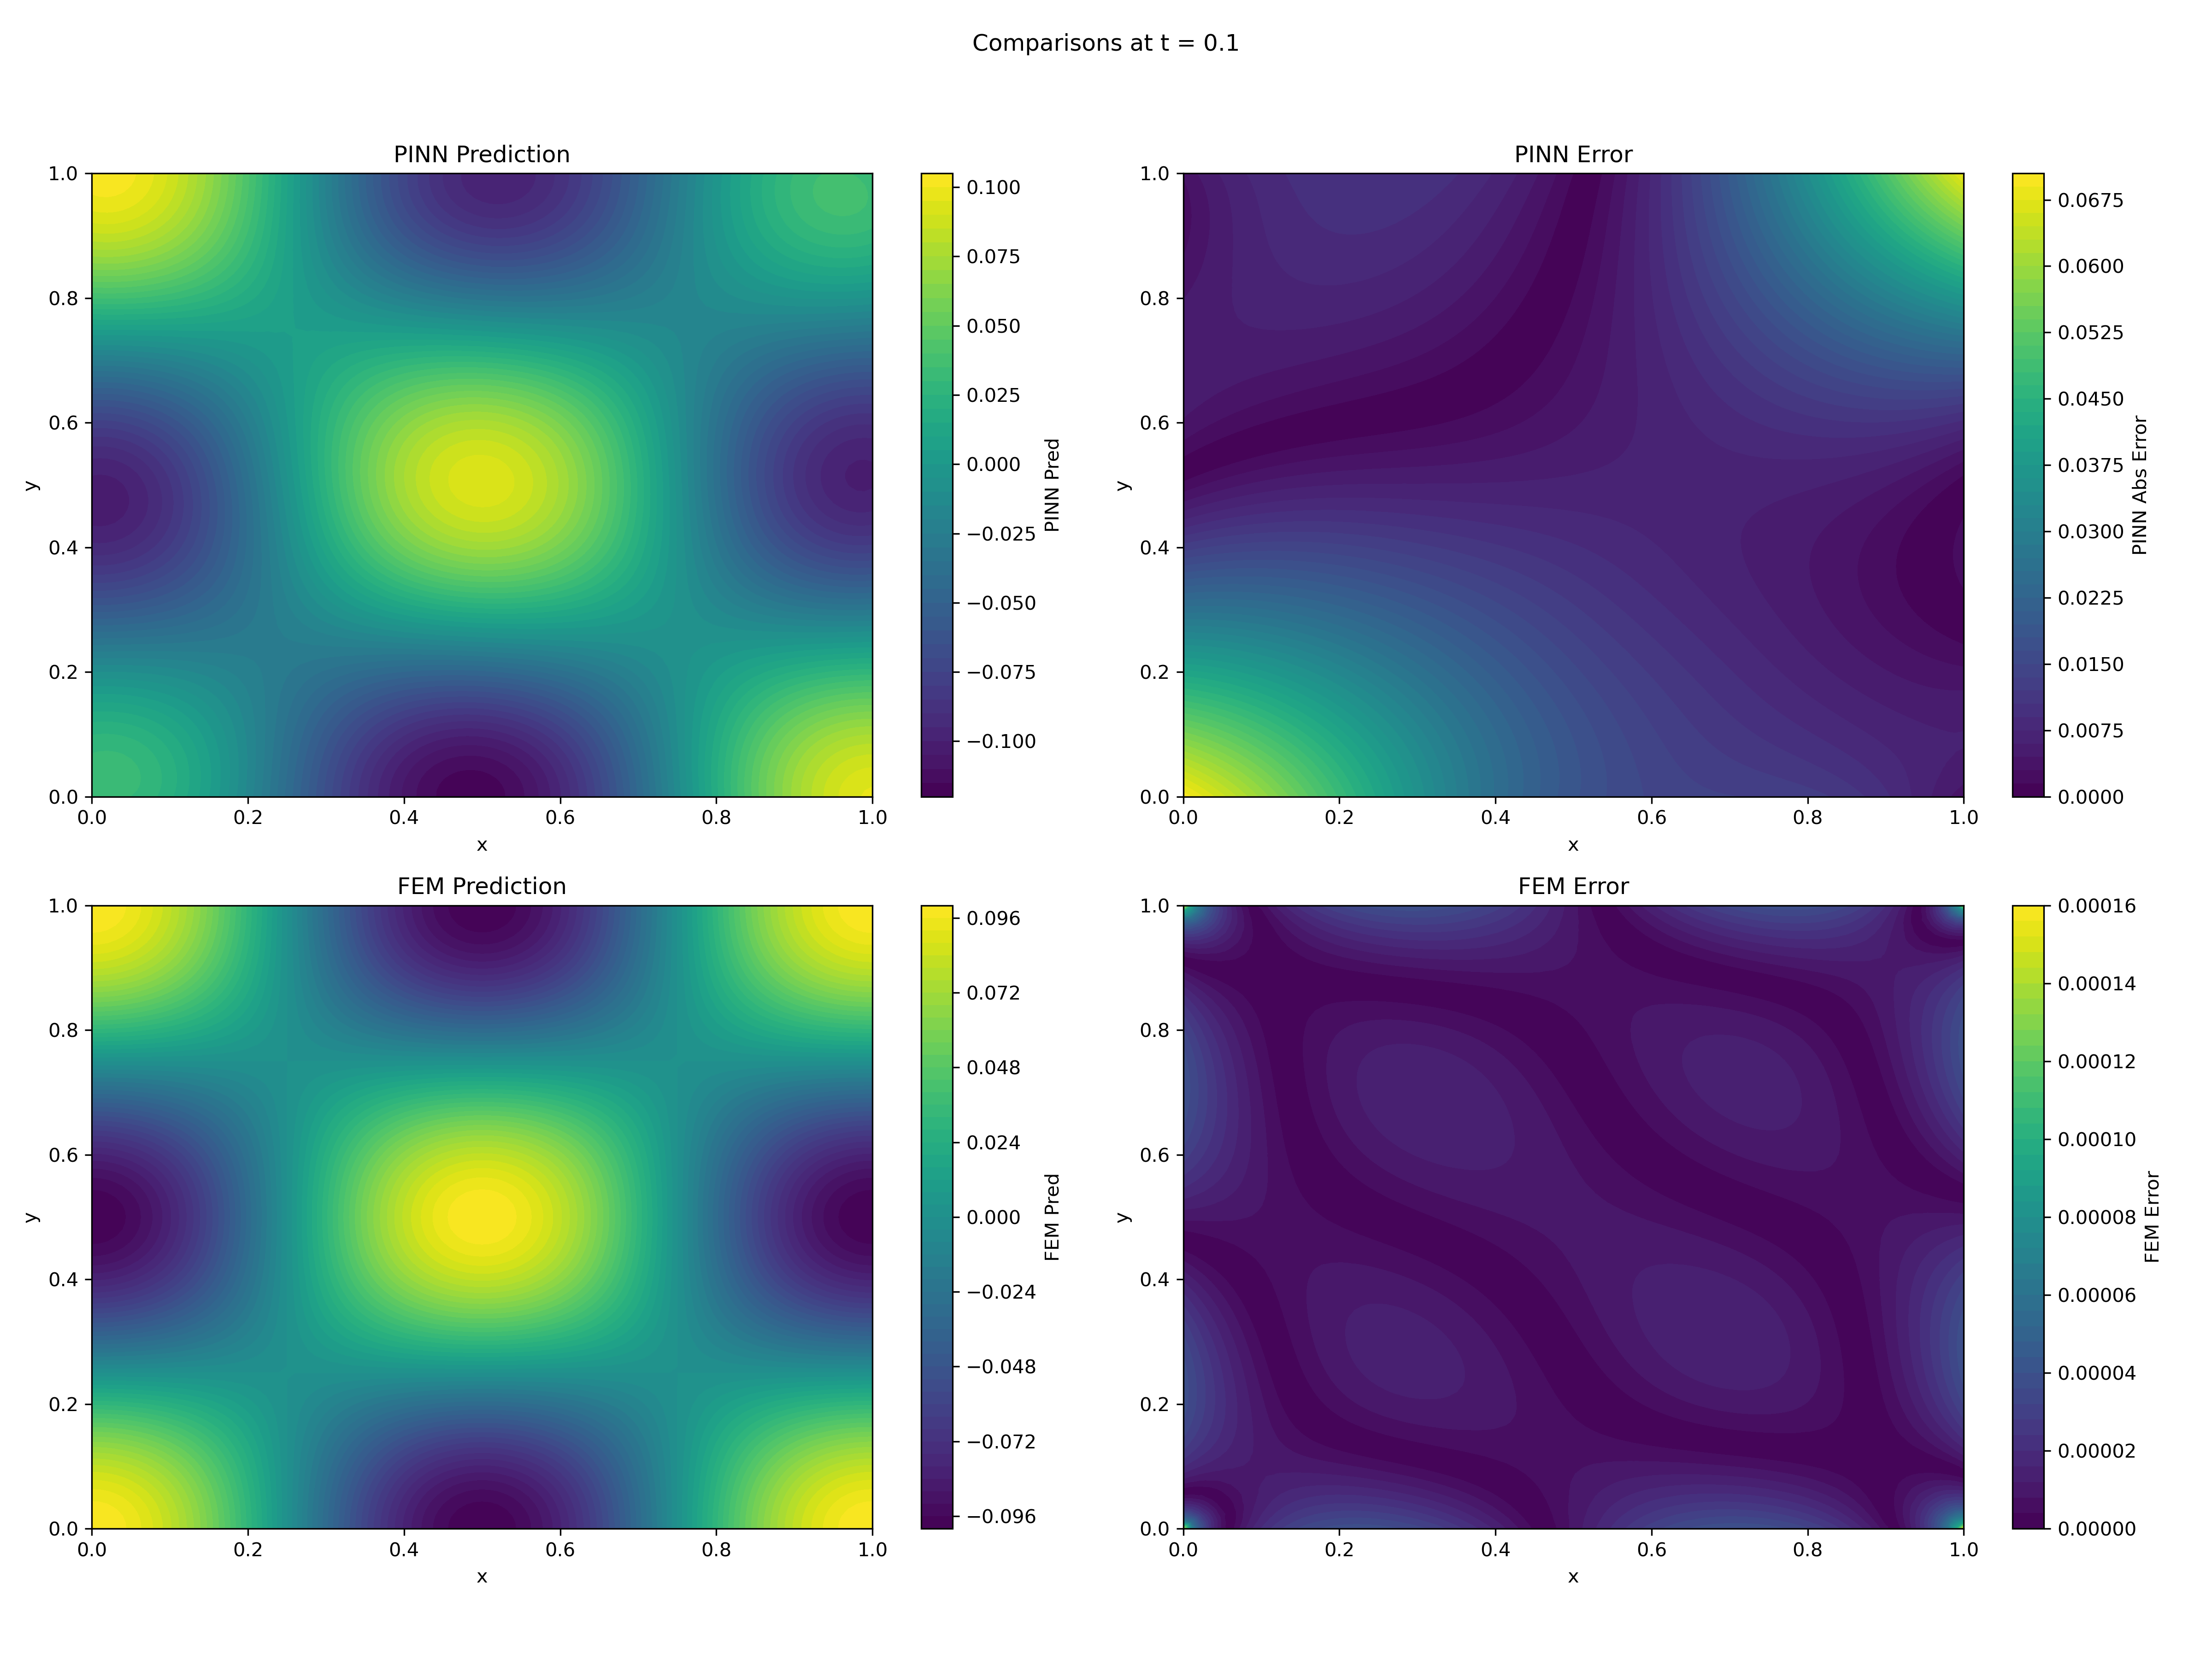 Comparisons at t = 0.1
PINN Prediction
1.0
0.8
0.6
0.4
0.2
0.0
y
0.0 0.2 0.4 0.6 0.8 1.0
x
0.100
0.075
0.050
0.025
0.000
−0.025
−0.050
−0.075
−0.100
PINN Pred
PINN Error
1.0
0.8
0.6
0.4
0.2
0.0
y
0.0 0.2 0.4 0.6 0.8 1.0
x
0.0675
0.0600
0.0525
0.0450
0.0375
0.0300
0.0225
0.0150
0.0075
0.0000
PINN Abs Error
FEM Prediction
1.0
0.8
0.6
0.4
0.2
0.0
y
0.0 0.2 0.4 0.6 0.8 1.0
x
0.096
0.072
0.048
0.024
0.000
−0.024
−0.048
−0.072
−0.096
FEM Pred
FEM Error
1.0
0.8
0.6
0.4
0.2
0.0
y
0.0 0.2 0.4 0.6 0.8 1.0
x
0.00016
0.00014
0.00012
0.00010
0.00008
0.00006
0.00004
0.00002
0.00000
FEM Error